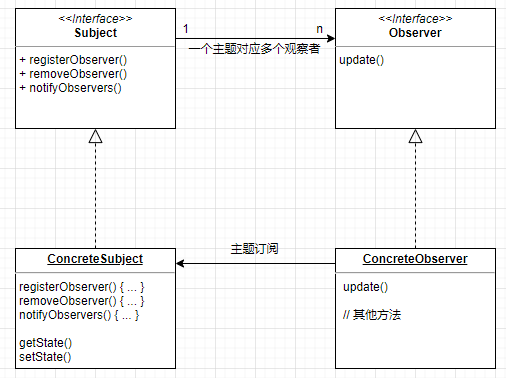 <<Interface>>
Subject
+ registerObserver()
+ removeObserver()
+ notifyObservers()
1
n
一个主题对应多个观察者
<<Interface>>
Observer
update()
ConcreteSubject
registerObserver() { ... }
removeObserver() { ... }
notifyObservers() { ... }
getState()
setState()
主题订阅
ConcreteObserver
update()
// 其他方法